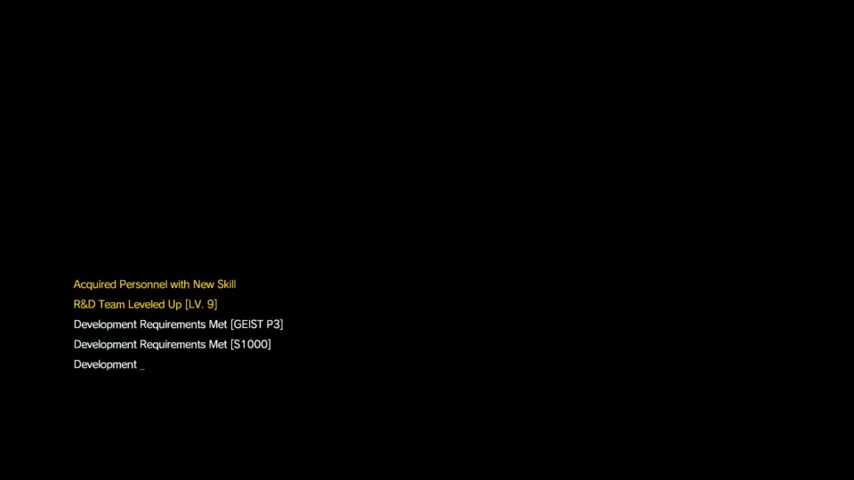 Acquired Personnel with New Skill
R&D Team Leveled Up [LV. 9]
Development Requirements Met [GEIST P3]
Development Requirements Met [S1000]
Development _